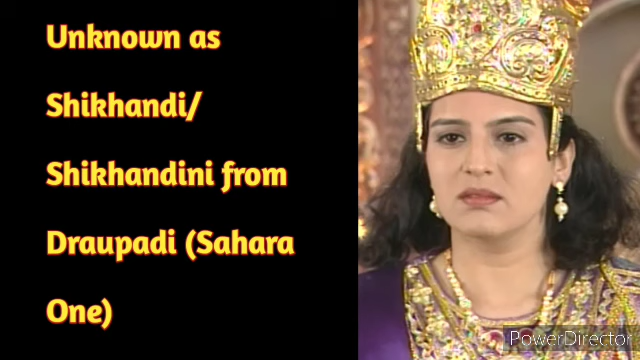 Unknown as
Shikhandi/
Shikhandini from
Draupadi (Sahara
One)
PowerDirector